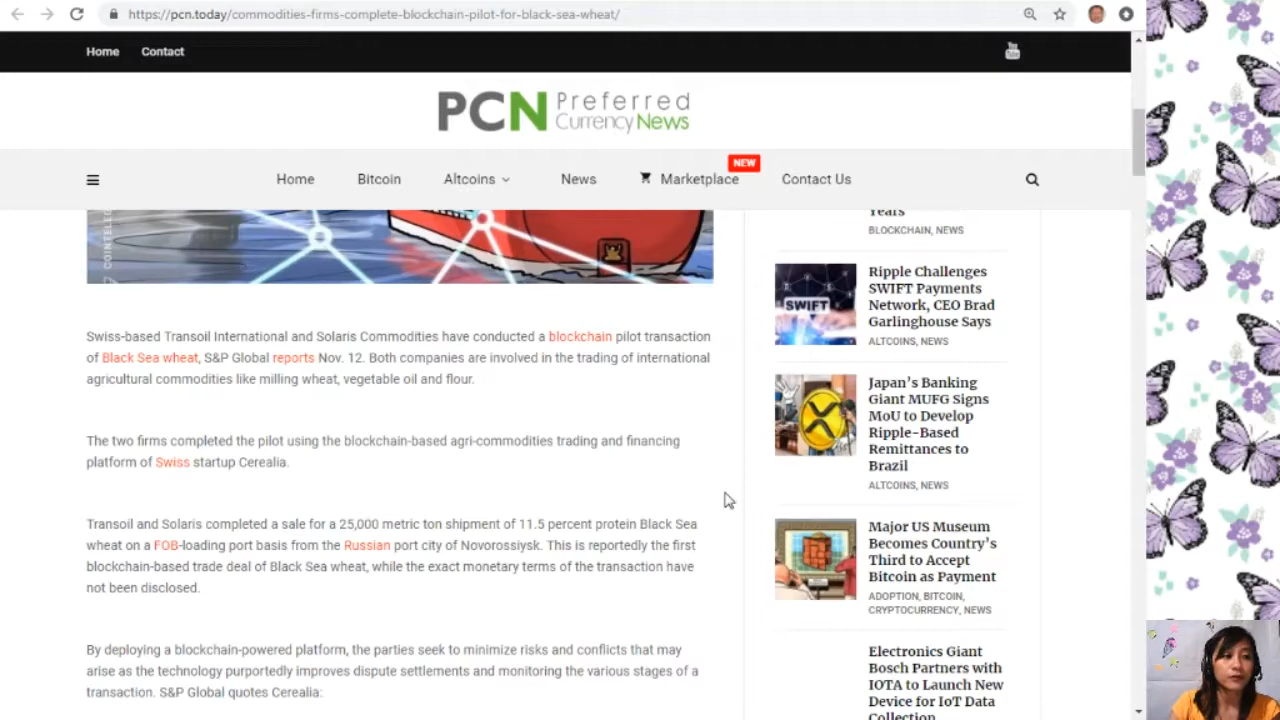 https://pcn.today/commodities-firms-complete-blockchain-pilot-for-black-sea-wheat/
Home Contact
You Tube
PCN Preferred Currency News
NEW
Home Bitcoin Altcoins News Marketplace Contact Us
Years
BLOCKCHAIN, NEWS
SWIFT
Ripple Challenges
SWIFT Payments
Network, CEO Brad
Garlinghouse Says
ALTCOINS, NEWS
Japan’s Banking
Giant MUFG Signs
MoU to Develop
Ripple-Based
Remittances to
Brazil
ALTCOINS, NEWS
Major US Museum
Becomes Country’s
Third to Accept
Bitcoin as Payment
ADOPTION, BITCOIN,
CRYPTOCURRENCY, NEWS
Electronics Giant
Bosch Partners with
IOTA to Launch New
Device for IoT Data
Collection
Swiss-based Transoil International and Solaris Commodities have conducted a blockchain pilot transaction
of Black Sea wheat, S&P Global reports Nov. 12. Both companies are involved in the trading of international
agricultural commodities like milling wheat, vegetable oil and flour.
The two firms completed the pilot using the blockchain-based agri-commodities trading and financing
platform of Swiss startup Cerealia.
Transoil and Solaris completed a sale for a 25,000 metric ton shipment of 11.5 percent protein Black Sea
wheat on a FOB-loading port basis from the Russian port city of Novorossiysk. This is reportedly the first
blockchain-based trade deal of Black Sea wheat, while the exact monetary terms of the transaction have
not been disclosed.
By deploying a blockchain-powered platform, the parties seek to minimize risks and conflicts that may
arise as the technology purportedly improves dispute settlements and monitoring the various stages of a
transaction. S&P Global quotes Cerealia: